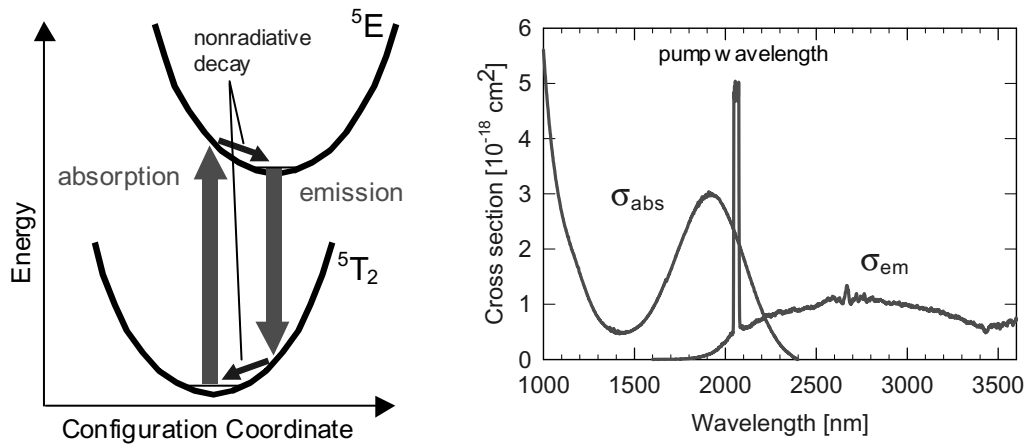 Energy
Configuration Coordinate
⁵E
nonradiative
decay
absorption
emission
⁵T₂
Cross section [10⁻¹⁸ cm²]
6
5
4
3
2
1
0
pump w avelength
σabs
σem
1000 1500 2000 2500 3000 3500
Wavelength [nm]